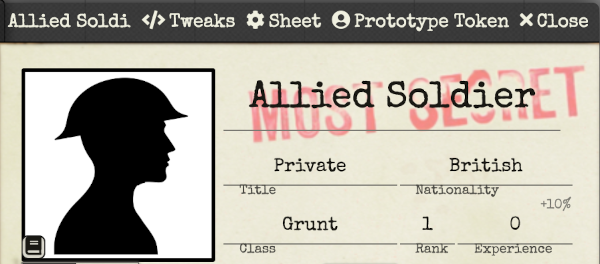 Allied Soldi Tweaks Sheet Prototype Token Close
MOST SECRET
Allied Soldier
Private British
Title Nationality
+10%
Grunt 1 0
Class Rank Experience